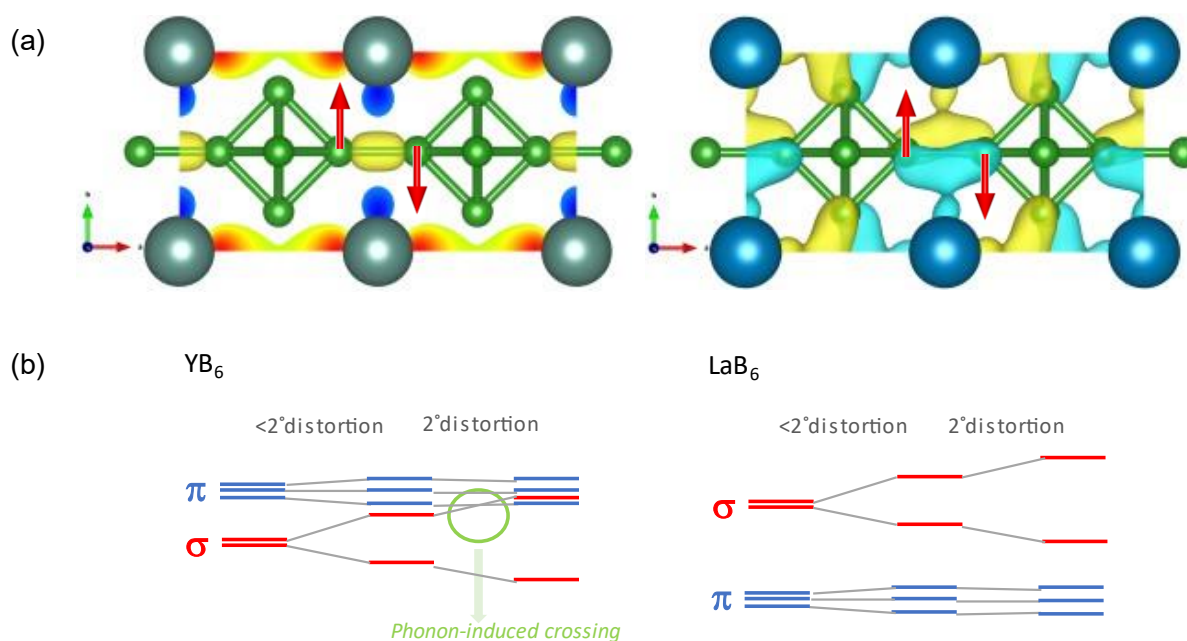 (a)
(b)
YB₆
LaB₆
<2°distortion 2°distortion
<2°distortion 2°distortion
π
σ
σ
π
Phonon-induced crossing